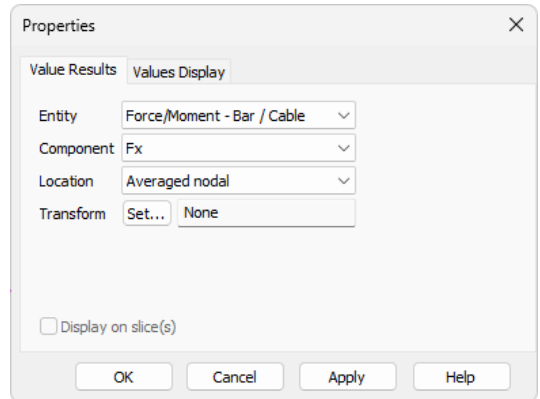 Properties
Value Results Values Display
Entity Force/Moment - Bar / Cable
Component Fx
Location Averaged nodal
Transform Set... None
Display on slice(s)
OK Cancel Apply Help